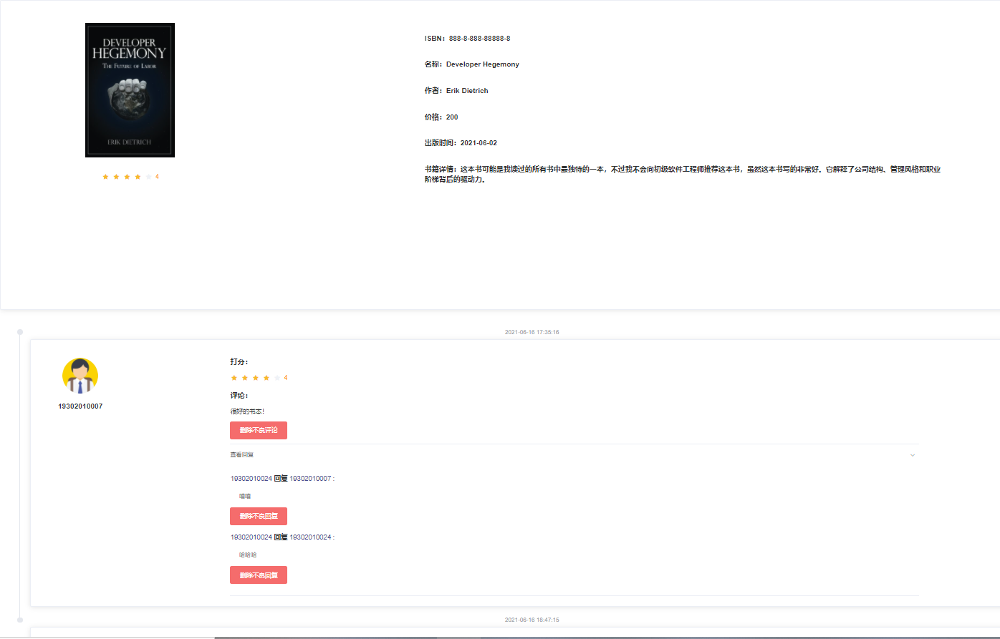 DEVELOPER
HEGEMONY
THE FUTURE OF LABOR
ERIK DIETRICH
4
ISBN：888-8-888-88888-8
名称：Developer Hegemony
作者：Erik Dietrich
价格：200
出版时间：2021-06-02
书籍详情：这本书可能是我读过的所有书中最独特的一本，不过我不会向初级软件工程师推荐这本书，虽然这本书写的非常好。它解释了公司结构、管理风格和职业
阶梯背后的驱动力。
2021-06-16 17:35:16
19302010007
打分：
4
评论：
很好的书本！
删除不良评论
查看回复
19302010024 回复 19302010007 :
嘻嘻
删除不良回复
19302010024 回复 19302010024 :
哈哈哈
删除不良回复
2021-06-16 18:47:15